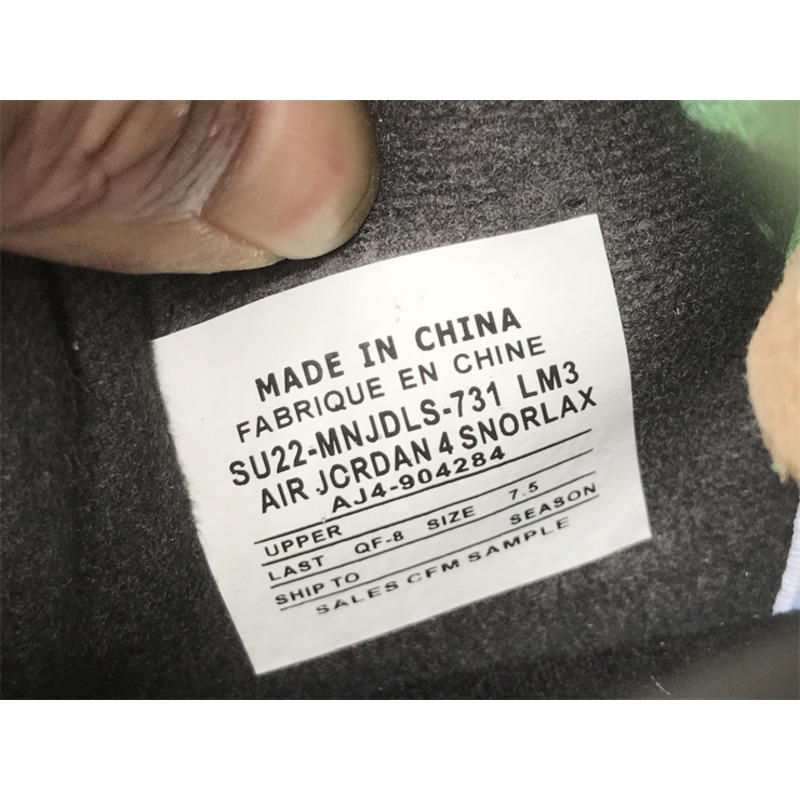 MADE IN CHINA
FABRIQUE EN CHINE
SU22-MNJDLS-731 LM3
AIR JCRDAN 4 SNORLAX
AJ4-904284
UPPER
LAST QF-8 SIZE 7.5
SHIP TO SEASON
SALES CFM SAMPLE